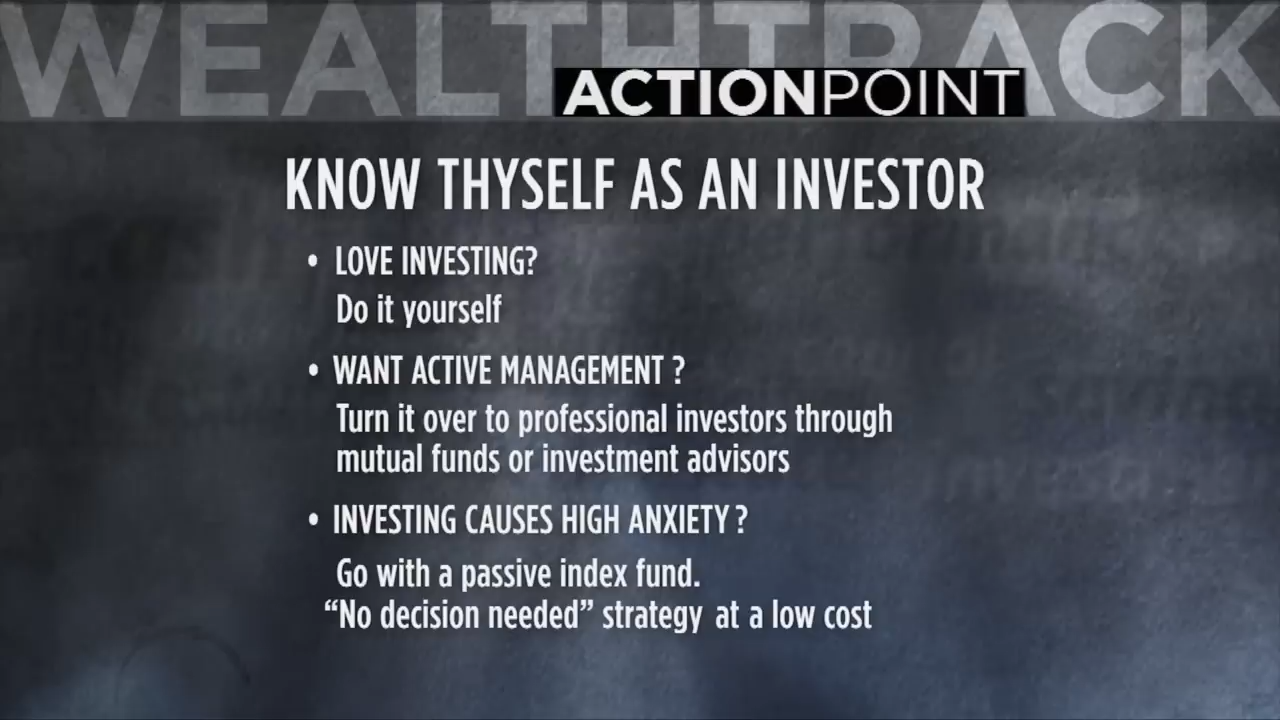 WEALTHTRACK
ACTIONPOINT
KNOW THYSELF AS AN INVESTOR
• LOVE INVESTING?
Do it yourself
• WANT ACTIVE MANAGEMENT ?
Turn it over to professional investors through
mutual funds or investment advisors
• INVESTING CAUSES HIGH ANXIETY ?
Go with a passive index fund.
“No decision needed” strategy at a low cost